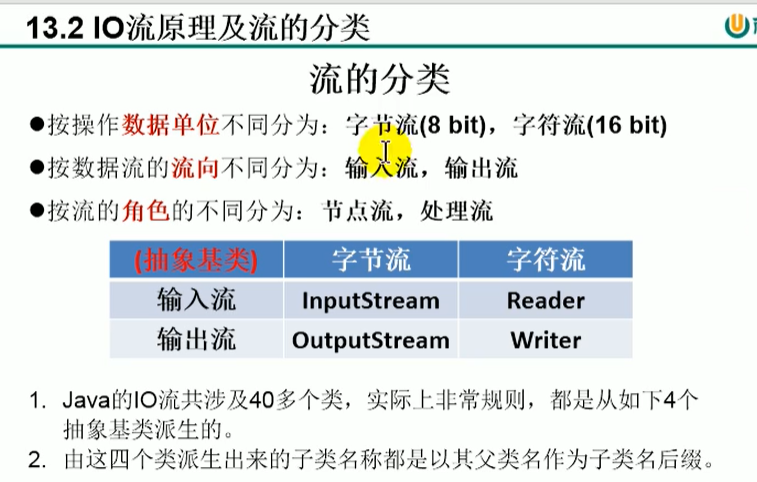 13.2 IO流原理及流的分类
流的分类
●按操作数据单位不同分为：字节流(8 bit)，字符流(16 bit)
●按数据流的流向不同分为：输入流，输出流
●按流的角色的不同分为：节点流，处理流
(抽象基类) 字节流 字符流
输入流 InputStream Reader
输出流 OutputStream Writer
1. Java的IO流共涉及40多个类，实际上非常规则，都是从如下4个
抽象基类派生的。
2. 由这四个类派生出来的子类名称都是以其父类名作为子类名后缀。